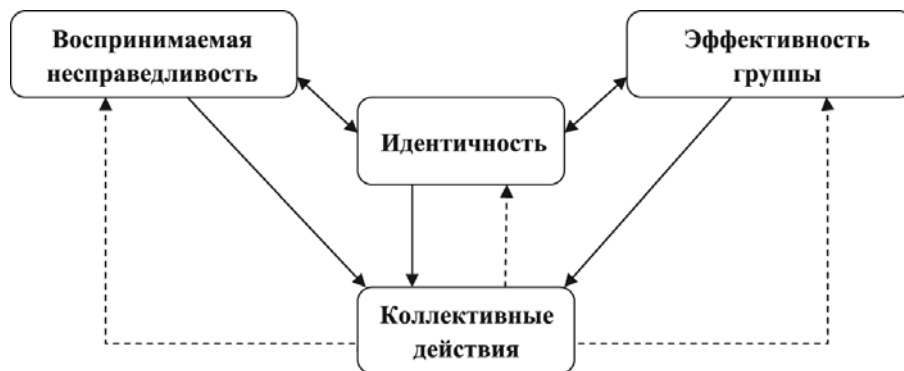 Воспринимаемая
несправедливость
Эффективность
группы
Идентичность
Коллективные
действия